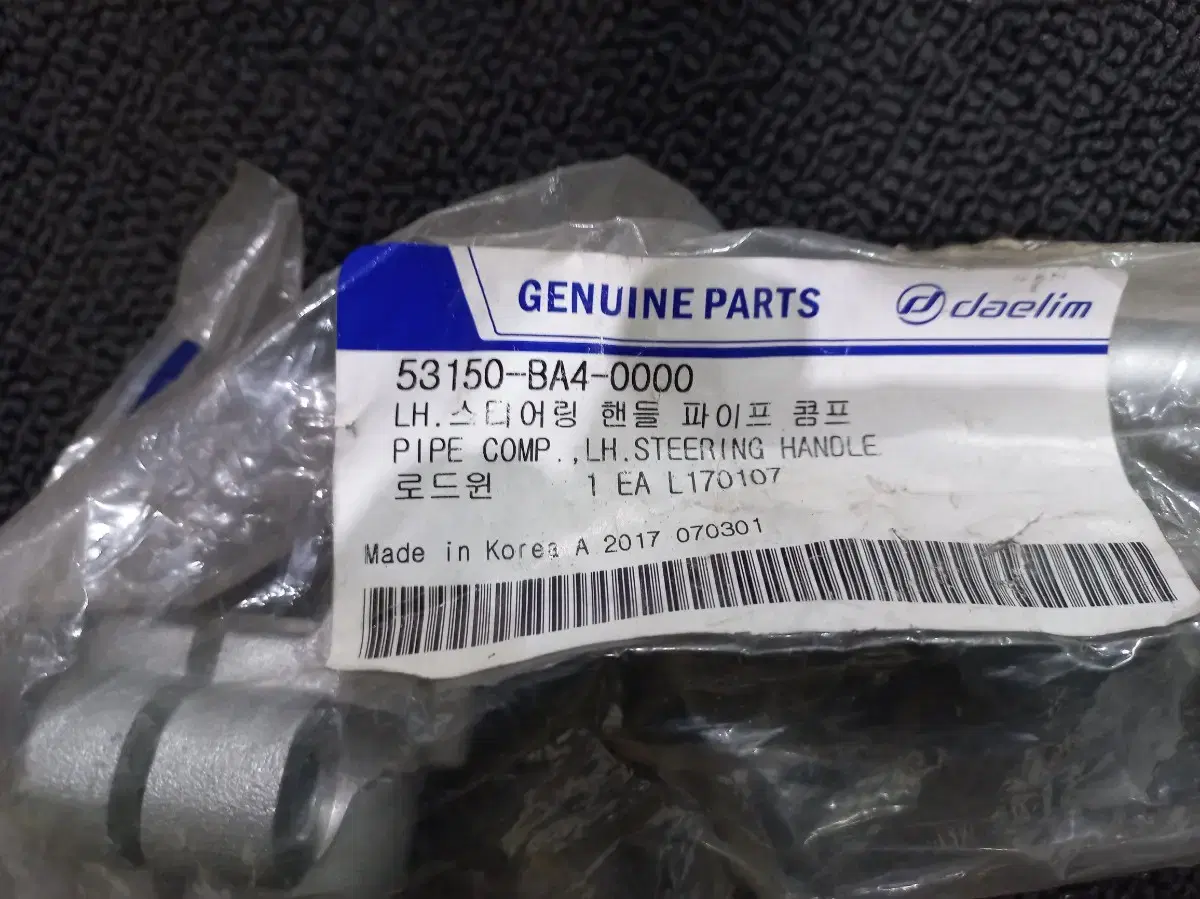 GENUINE PARTS daelim
53150-BA4-0000
LH.스티어링 핸들 파이프 콤프
PIPE COMP.,LH.STEERING HANDLE
로드윈 1 EA L170107
Made in Korea A 2017 070301